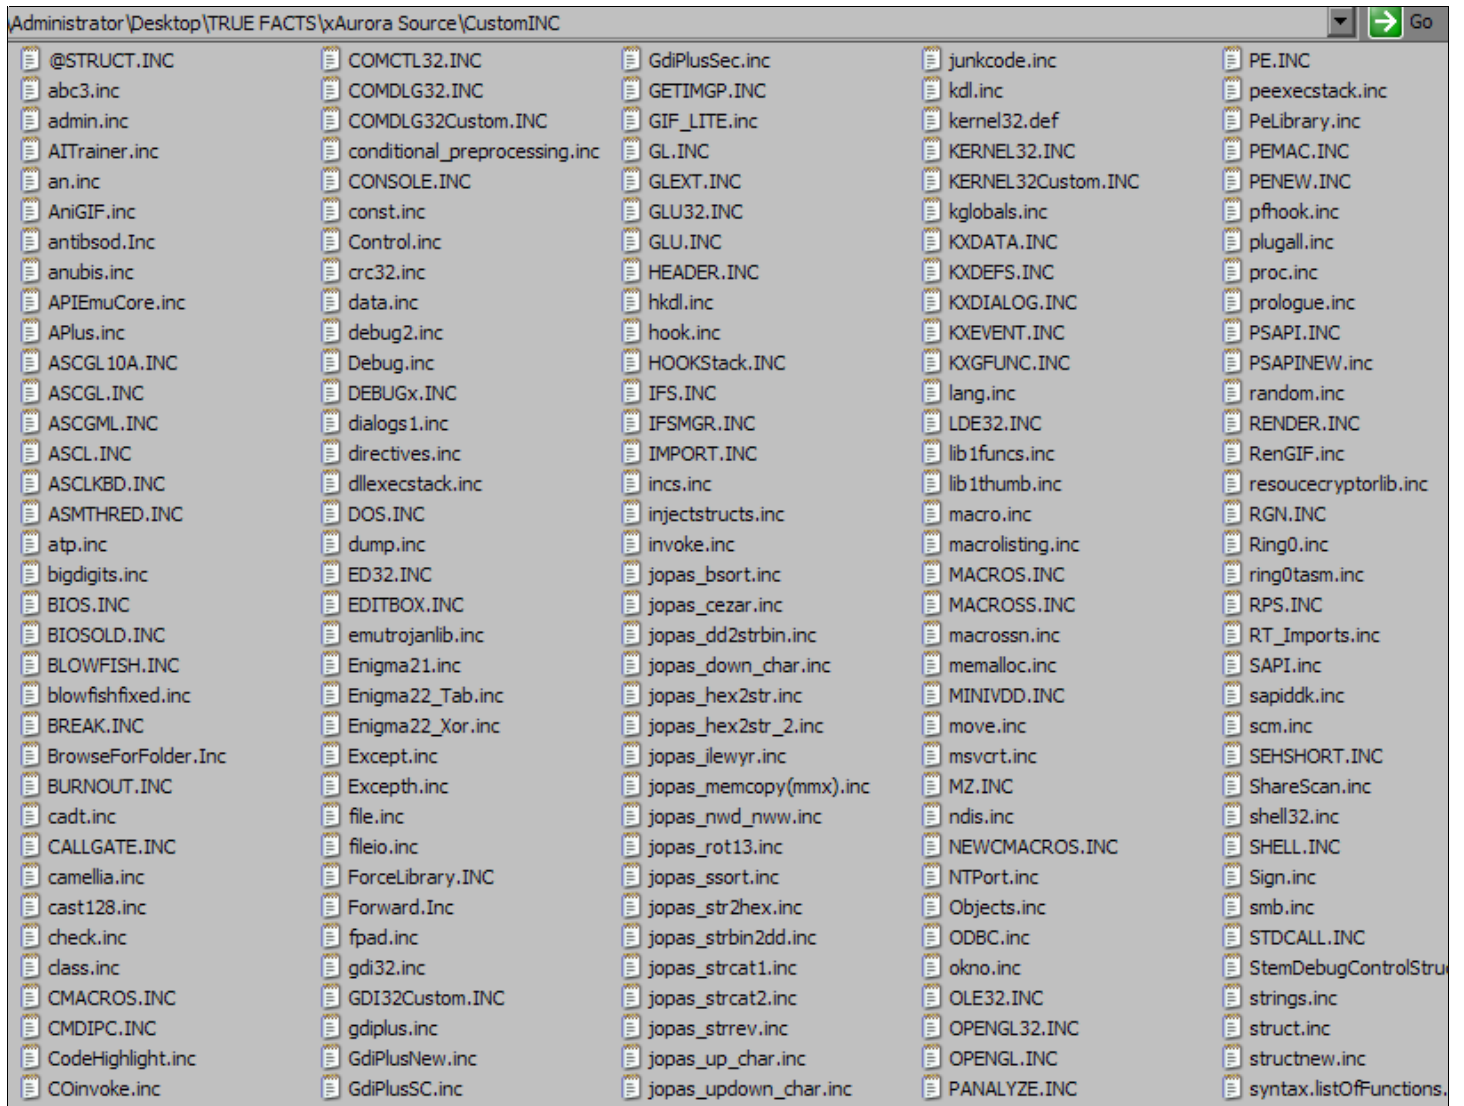 \Administrator\Desktop\TRUE FACTS\xAurora Source\CustomINC
Go
@STRUCT.INC
abc3.inc
admin.inc
AITrainer.inc
an.inc
AniGIF.inc
antibsod.Inc
anubis.inc
APIEmuCore.inc
APlus.inc
ASCGL10A.INC
ASCGL.INC
ASCGML.INC
ASCL.INC
ASCLKBD.INC
ASMTHRED.INC
atp.inc
bigdigits.inc
BIOS.INC
BIOSOLD.INC
BLOWFISH.INC
blowfishfixed.inc
BREAK.INC
BrowseForFolder.Inc
BURNOUT.INC
cadt.inc
CALLGATE.INC
camellia.inc
cast128.inc
check.inc
class.inc
CMACROS.INC
CMDIPC.INC
CodeHighlight.inc
COinvoke.inc
COMCTL32.INC
COMDLG32.INC
COMDLG32Custom.INC
conditional_preprocessing.inc
CONSOLE.INC
const.inc
Control.inc
crc32.inc
data.inc
debug2.inc
Debug.inc
DEBUGx.INC
dialogs1.inc
directives.inc
dllexecstack.inc
DOS.INC
dump.inc
ED32.INC
EDITBOX.INC
emutrojanlib.inc
Enigma21.inc
Enigma22_Tab.inc
Enigma22_Xor.inc
Except.inc
Excepth.inc
file.inc
fileio.inc
ForceLibrary.INC
Forward.Inc
fpad.inc
gdi32.inc
GDI32Custom.INC
gdiplus.inc
GdiPlusNew.inc
GdiPlusSC.inc
GdiPlusSec.inc
GETIMGP.INC
GIF_LITE.inc
GL.INC
GLEXT.INC
GLU32.INC
GLU.INC
HEADER.INC
hkdl.inc
hook.inc
HOOKStack.INC
IFS.INC
IFSMGR.INC
IMPORT.INC
incs.inc
injectstructs.inc
invoke.inc
jopas_bsort.inc
jopas_cezar.inc
jopas_dd2strbin.inc
jopas_down_char.inc
jopas_hex2str.inc
jopas_hex2str_2.inc
jopas_ilewyr.inc
jopas_memcopy(mmx).inc
jopas_nwd_nww.inc
jopas_rot13.inc
jopas_ssort.inc
jopas_str2hex.inc
jopas_strbin2dd.inc
jopas_strcat1.inc
jopas_strcat2.inc
jopas_strrev.inc
jopas_up_char.inc
jopas_updown_char.inc
junkcode.inc
kdl.inc
kernel32.def
KERNEL32.INC
KERNEL32Custom.INC
kglobals.inc
KXDATA.INC
KXDEFS.INC
KXDIALOG.INC
KXEVENT.INC
KXGFUNC.INC
lang.inc
LDE32.INC
lib1funcs.inc
lib1thumb.inc
macro.inc
macrolisting.inc
MACROS.INC
MACROSS.INC
macrossn.inc
memalloc.inc
MINIVDD.INC
move.inc
msvcrt.inc
MZ.INC
ndis.inc
NEWCMACROS.INC
NTPort.inc
Objects.inc
ODBC.inc
okno.inc
OLE32.INC
OPENGL32.INC
OPENGL.INC
PANALYZE.INC
PE.INC
peexecstack.inc
PeLibrary.inc
PEMAC.INC
PENEW.INC
pfhook.inc
plugall.inc
proc.inc
prologue.inc
PSAPI.INC
PSAPINEW.inc
random.inc
RENDER.INC
RenGIF.inc
resoucecryptorlib.inc
RGN.INC
Ring0.inc
ring0tasm.inc
RPS.INC
RT_Imports.inc
SAPI.inc
sapiddk.inc
scm.inc
SEHSHORT.INC
ShareScan.inc
shell32.inc
SHELL.INC
Sign.inc
smb.inc
STDCALL.INC
StemDebugControlStru
strings.inc
struct.inc
structnew.inc
syntax.listOfFunctions.